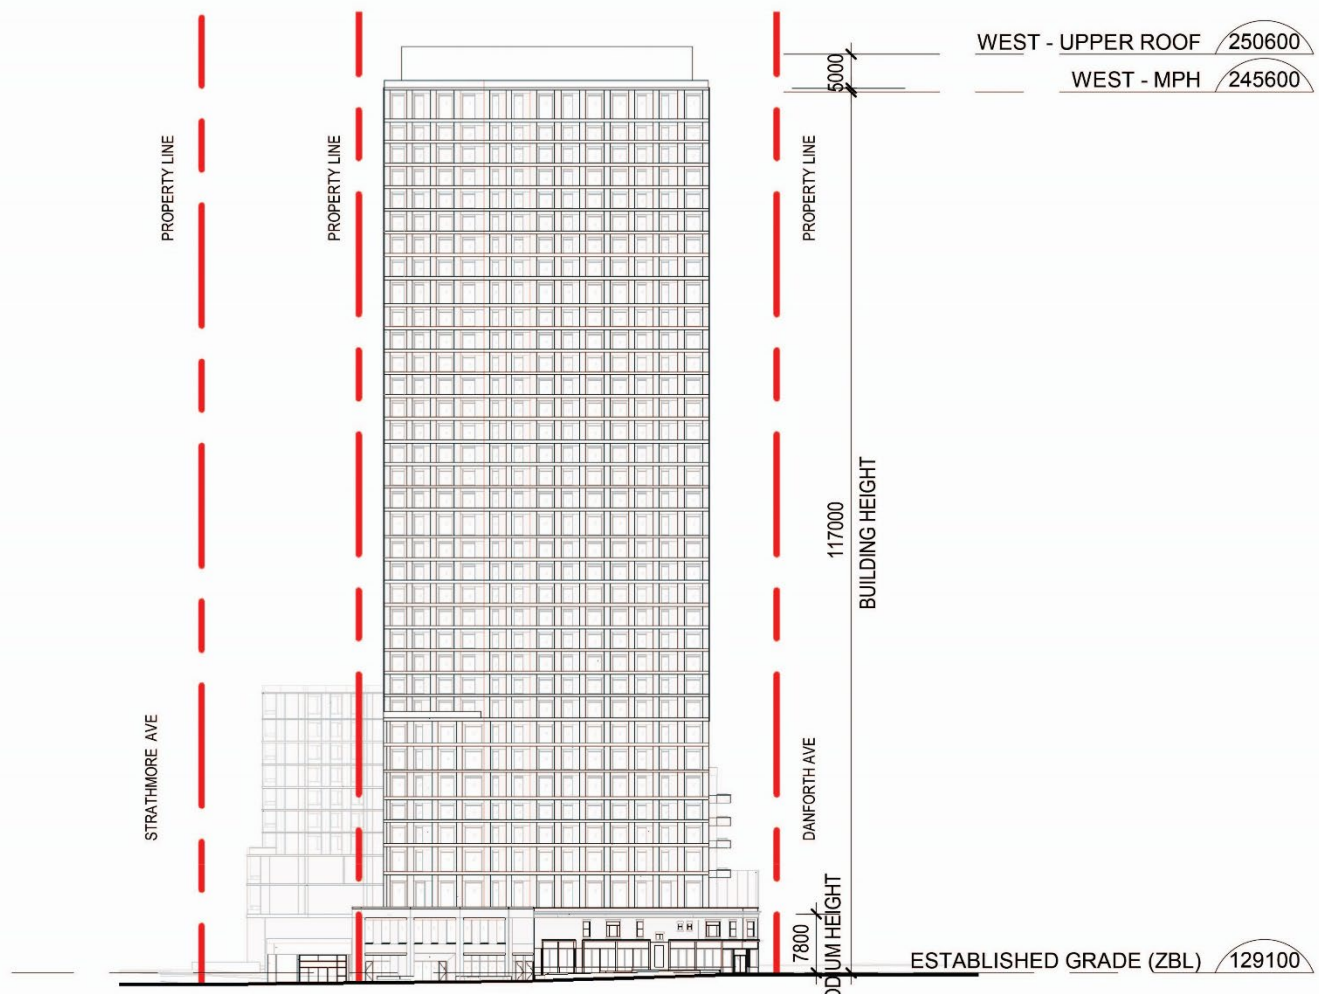 WEST - UPPER ROOF 250600
5000
WEST - MPH 245600
PROPERTY LINE
PROPERTY LINE
PROPERTY LINE
117000
BUILDING HEIGHT
STRATHMORE AVE
DANFORTH AVE
7800
HEIGHT
ESTABLISHED GRADE (ZBL) 129100